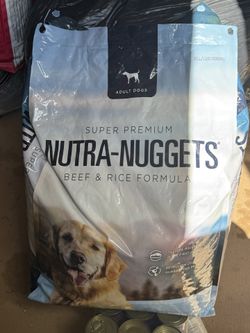 ADULT DOGS
SUPER PREMIUM
NUTRA-NUGGETS
BEEF & RICE FORMULA